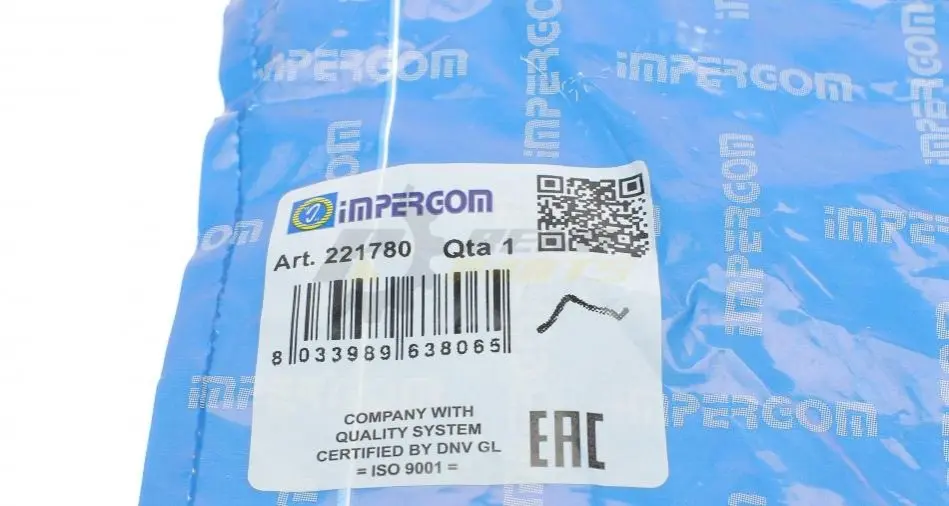 iMPERGOM
iMPERGOM
iMPERGOM
iMPERGOM
iMPERGOM
Art. 221780 Qta 1
8 033989 638065
COMPANY WITH
QUALITY SYSTEM
CERTIFIED BY DNV GL
= ISO 9001 =
EAC
iMPERGOM
iMPERGOM